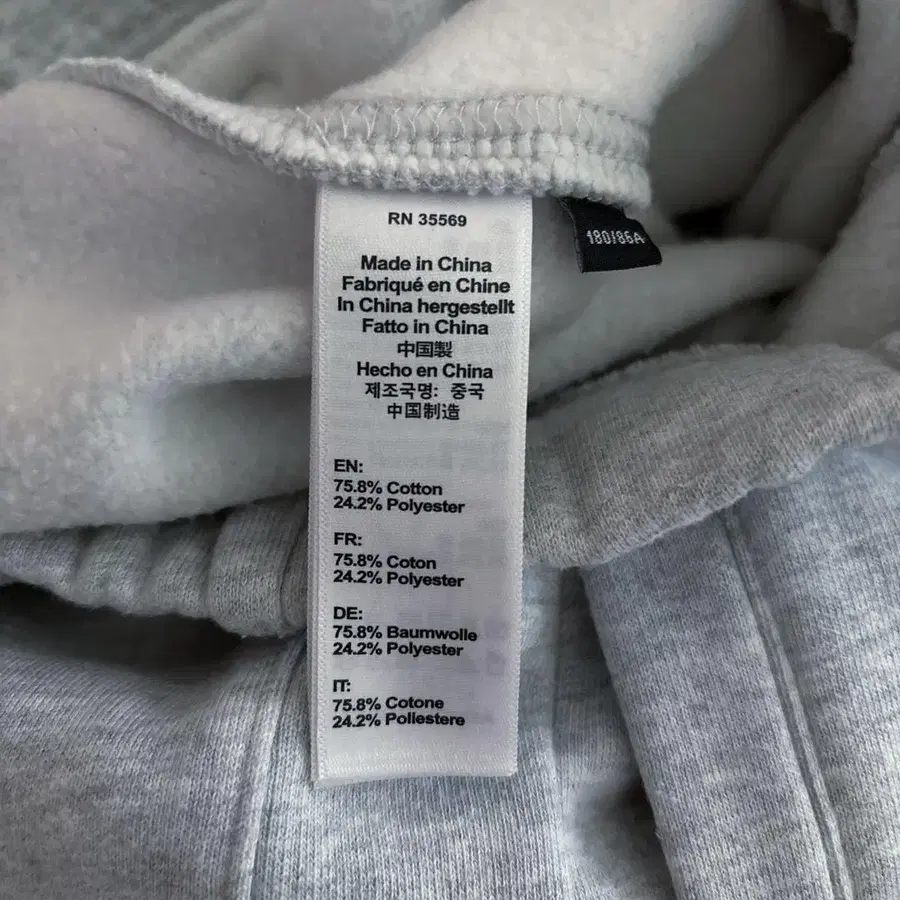 RN 35569
180/86A
Made in China
Fabriqué en Chine
In China hergestellt
Fatto in China
中国製
Hecho en China
제조국명: 중국
中国制造
EN:
75.8% Cotton
24.2% Polyester
FR:
75.8% Coton
24.2% Polyester
DE:
75.8% Baumwolle
24.2% Polyester
IT:
75.8% Cotone
24.2% Poliestere